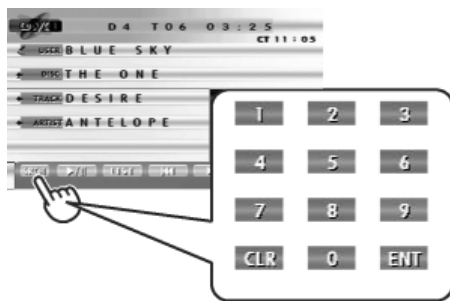 D4 T06 03:25
CT 11:05
USER BLUE SKY
DISC THE ONE
TRACK DESIRE
ARTIST ANTELOPE
LIST
1 2 3
4 5 6
7 8 9
CLR 0 ENT